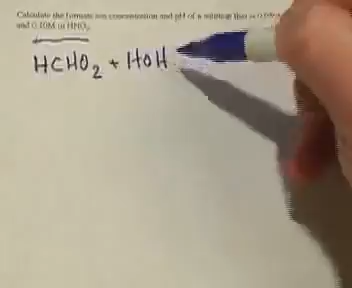 Calculate the formate ion concentration and pH of a solution that is
and 0.10M in HNO₃.
HCHO₂ + HOH